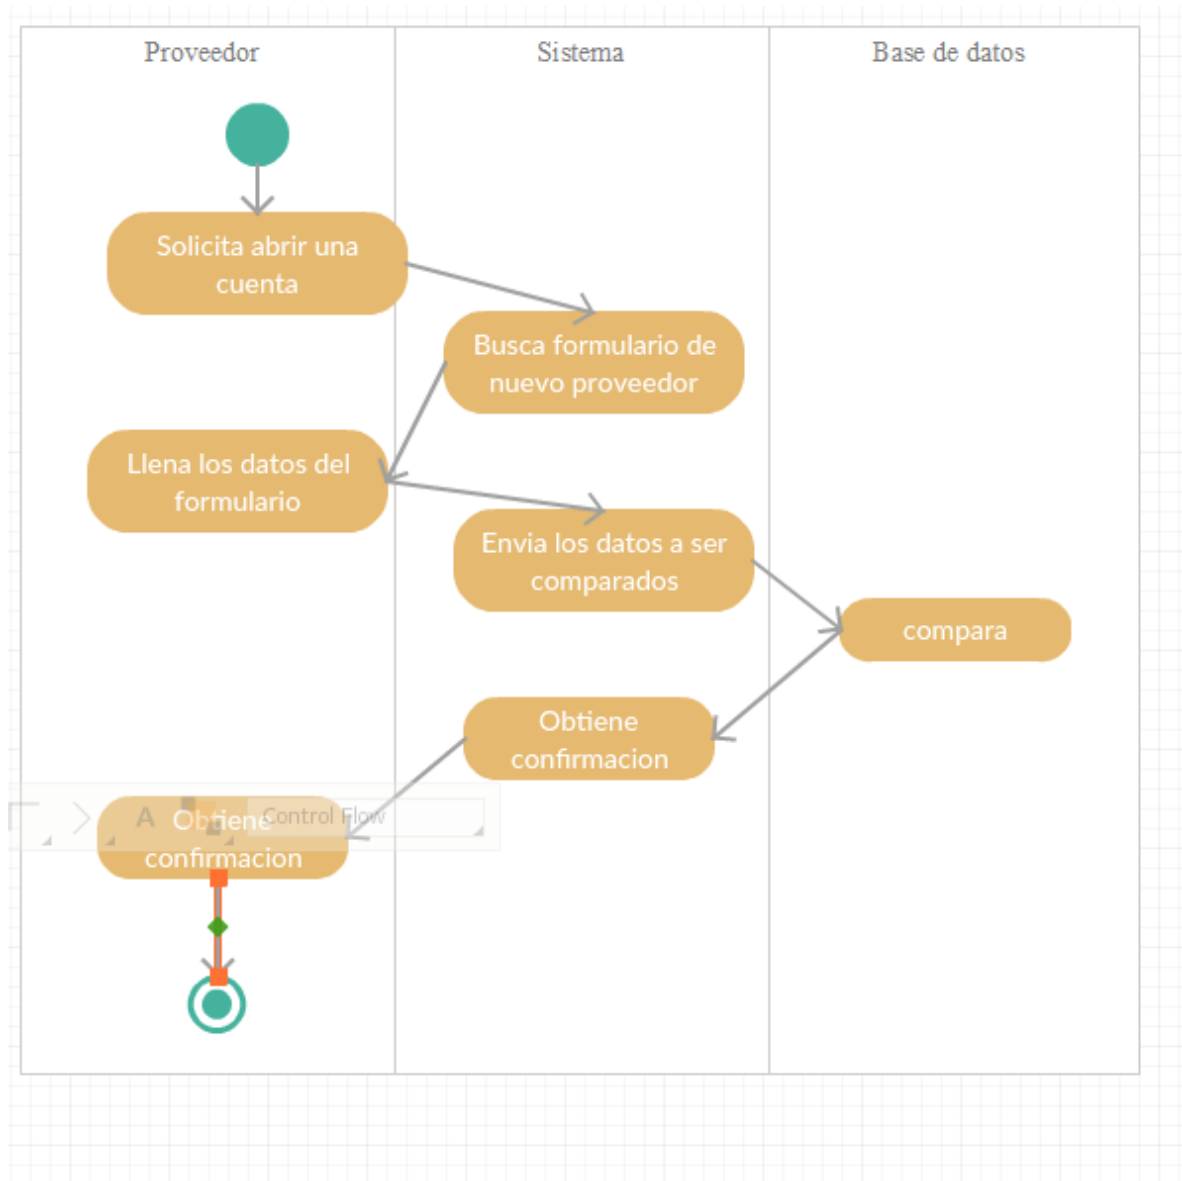 Proveedor
Sistema
Base de datos
Solicita abrir una
cuenta
Busca formulario de
nuevo proveedor
Llena los datos del
formulario
Envia los datos a ser
comparados
compara
Obtiene
confirmacion
A
Control Flow
Obtiene
confirmacion